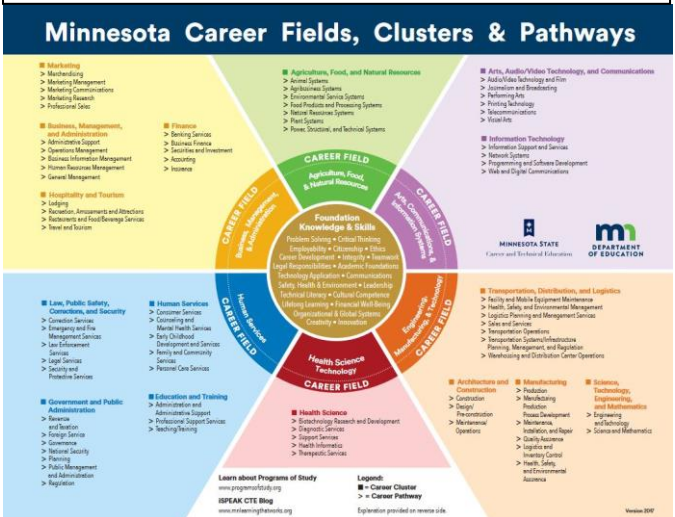 Minnesota Career Fields, Clusters & Pathways
Marketing
> Merchandising
> Marketing Management
> Marketing Communications
> Marketing Research
> Professional Sales
Business, Management,
and Administration
> Administrative Support
> Operations Management
> Business Information Management
> Human Resources Management
> General Management
Finance
> Banking Services
> Business Finance
> Securities and Investment
> Accounting
> Insurance
Hospitality and Tourism
> Lodging
> Recreation, Amusements and Attractions
> Restaurants and Food/Beverage Services
> Travel and Tourism
Agriculture, Food, and Natural Resources
> Animal Systems
> Agribusiness Systems
> Environmental Service Systems
> Food Products and Processing Systems
> Natural Resources Systems
> Plant Systems
> Power, Structural, and Technical Systems
Arts, Audio/Video Technology, and Communications
> Audio/Video Technology and Film
> Journalism and Broadcasting
> Performing Arts
> Printing Technology
> Telecommunications
> Visual Arts
Information Technology
> Information Support and Services
> Network Systems
> Programming and Software Development
> Web and Digital Communications
CAREER FIELD
Agriculture, Food,
& Natural Resources
CAREER FIELD
Business, Management,
& Administration
CAREER FIELD
Arts, Communications, &
Information Systems
Foundation
Knowledge & Skills
Problem Solving • Critical Thinking
Employability • Citizenship • Ethics
Career Development • Integrity • Teamwork
Legal Responsibilities • Academic Foundations
Technology Application • Communications
Safety, Health & Environment • Leadership
Technical Literacy • Cultural Competence
Lifelong Learning • Financial Well-Being
Organizational & Global Systems
Creativity • Innovation
Human Services
CAREER FIELD
Engineering,
Manufacturing, & Technology
CAREER FIELD
Health Science
Technology
CAREER FIELD
MINNESOTA STATE
Career and Technical Education
mn
DEPARTMENT
OF EDUCATION
Law, Public Safety,
Corrections, and Security
> Correction Services
> Emergency and Fire
Management Services
> Law Enforcement
Services
> Legal Services
> Security and
Protective Services
Human Services
> Consumer Services
> Counseling and
Mental Health Services
> Early Childhood
Development and Services
> Family and Community
Services
> Personal Care Services
Government and Public
Administration
> Revenue
and Taxation
> Foreign Service
> Governance
> National Security
> Planning
> Public Management
and Administration
> Regulation
Education and Training
> Administration and
Administrative Support
> Professional Support Services
> Teaching/Training
Health Science
> Biotechnology Research and Development
> Diagnostic Services
> Support Services
> Health Informatics
> Therapeutic Services
Transportation, Distribution, and Logistics
> Facility and Mobile Equipment Maintenance
> Health, Safety, and Environmental Management
> Logistics Planning and Management Services
> Sales and Services
> Transportation Operations
> Transportation Systems/Infrastructure
Planning, Management, and Regulation
> Warehousing and Distribution Center Operations
Architecture and
Construction
> Construction
> Design/
Pre-construction
> Maintenance/
Operations
Manufacturing
> Production
> Manufacturing
Production
Process Development
> Maintenance,
Installation, and Repair
> Quality Assurance
> Logistics and
Inventory Control
> Health, Safety,
and Environmental
Assurance
Science,
Technology,
Engineering,
and Mathematics
> Engineering
and Technology
> Science and Mathematics
Learn about Programs of Study
www.programsofstudy.org
iSPEAK CTE Blog
www.mnlearningthatworks.org
Legend:
■ = Career Cluster
> = Career Pathway
Explanation provided on reverse side.
Version 2017